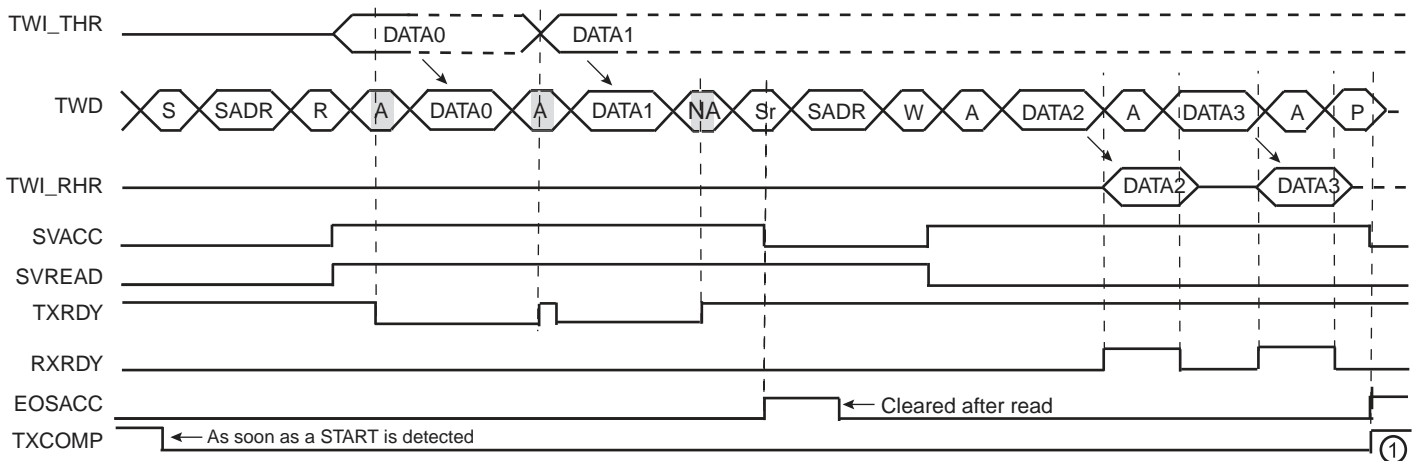 TWI_THR DATA0 DATA1
TWD S SADR R A DATA0 A DATA1 NA Sr SADR W A DATA2 A DATA3 A P
TWI_RHR DATA2 DATA3
SVACC
SVREAD
TXRDY
RXRDY
EOSACC Cleared after read
TXCOMP As soon as a START is detected 1